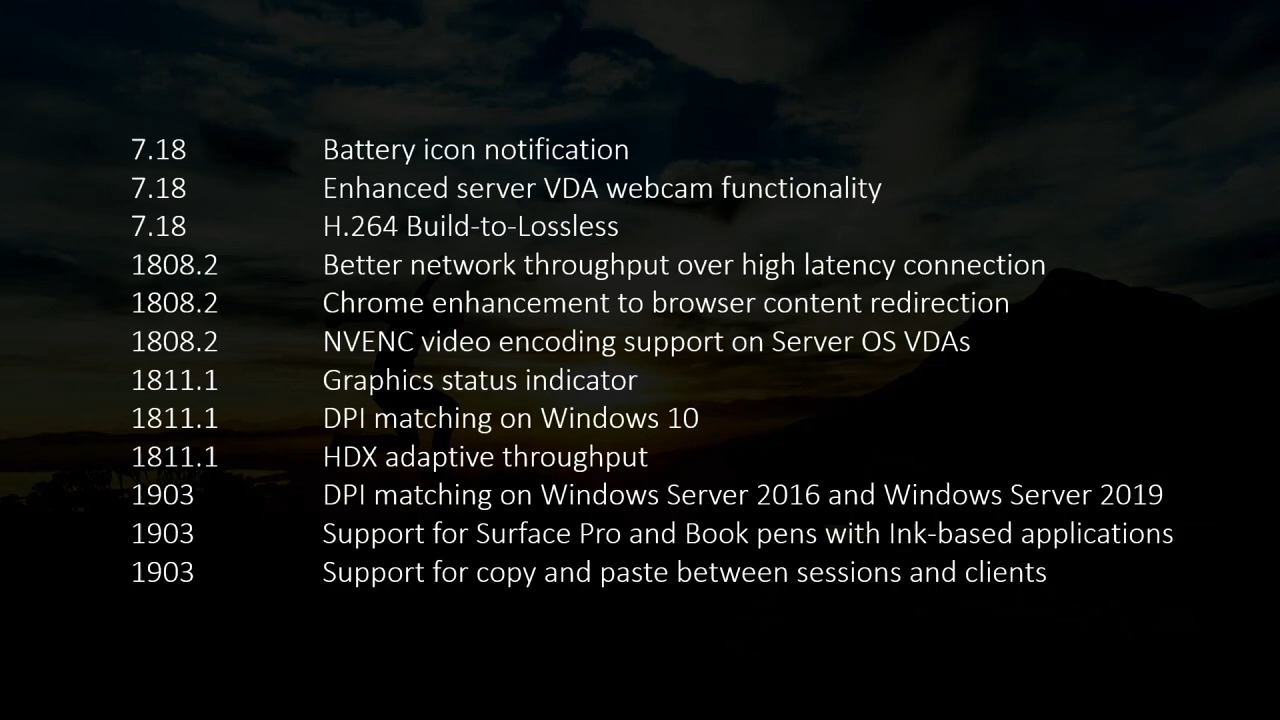 7.18 Battery icon notification
7.18 Enhanced server VDA webcam functionality
7.18 H.264 Build-to-Lossless
1808.2 Better network throughput over high latency connection
1808.2 Chrome enhancement to browser content redirection
1808.2 NVENC video encoding support on Server OS VDAs
1811.1 Graphics status indicator
1811.1 DPI matching on Windows 10
1811.1 HDX adaptive throughput
1903 DPI matching on Windows Server 2016 and Windows Server 2019
1903 Support for Surface Pro and Book pens with Ink-based applications
1903 Support for copy and paste between sessions and clients